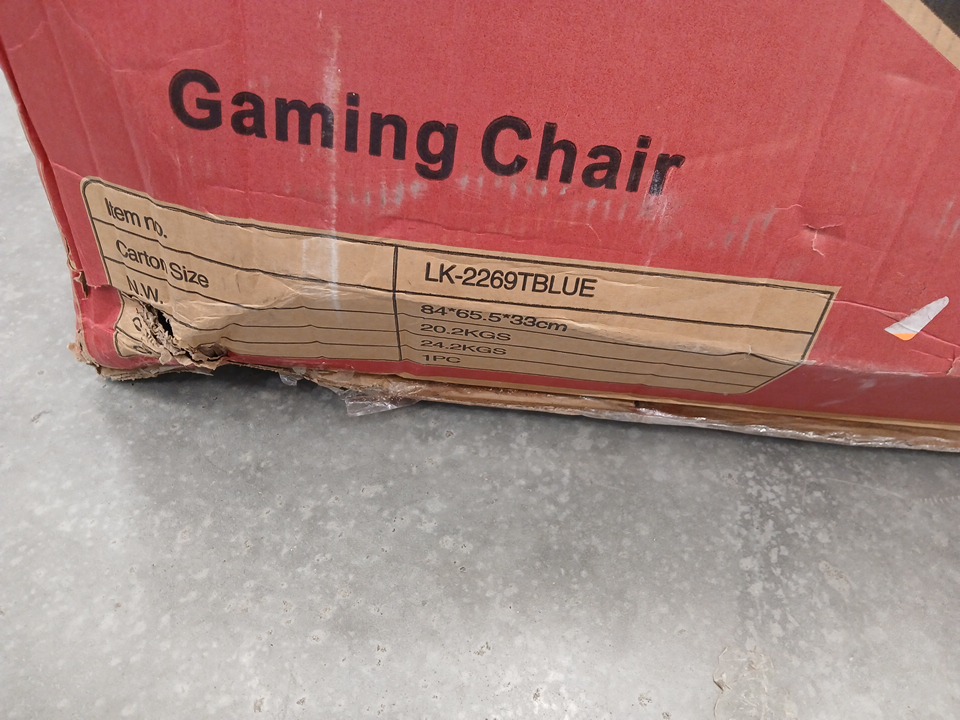 Gaming Chair
Item no. LK-2269TBLUE
Carton Size 84*65.5*33cm
N.W. 20.2KGS
24.2KGS
1PC